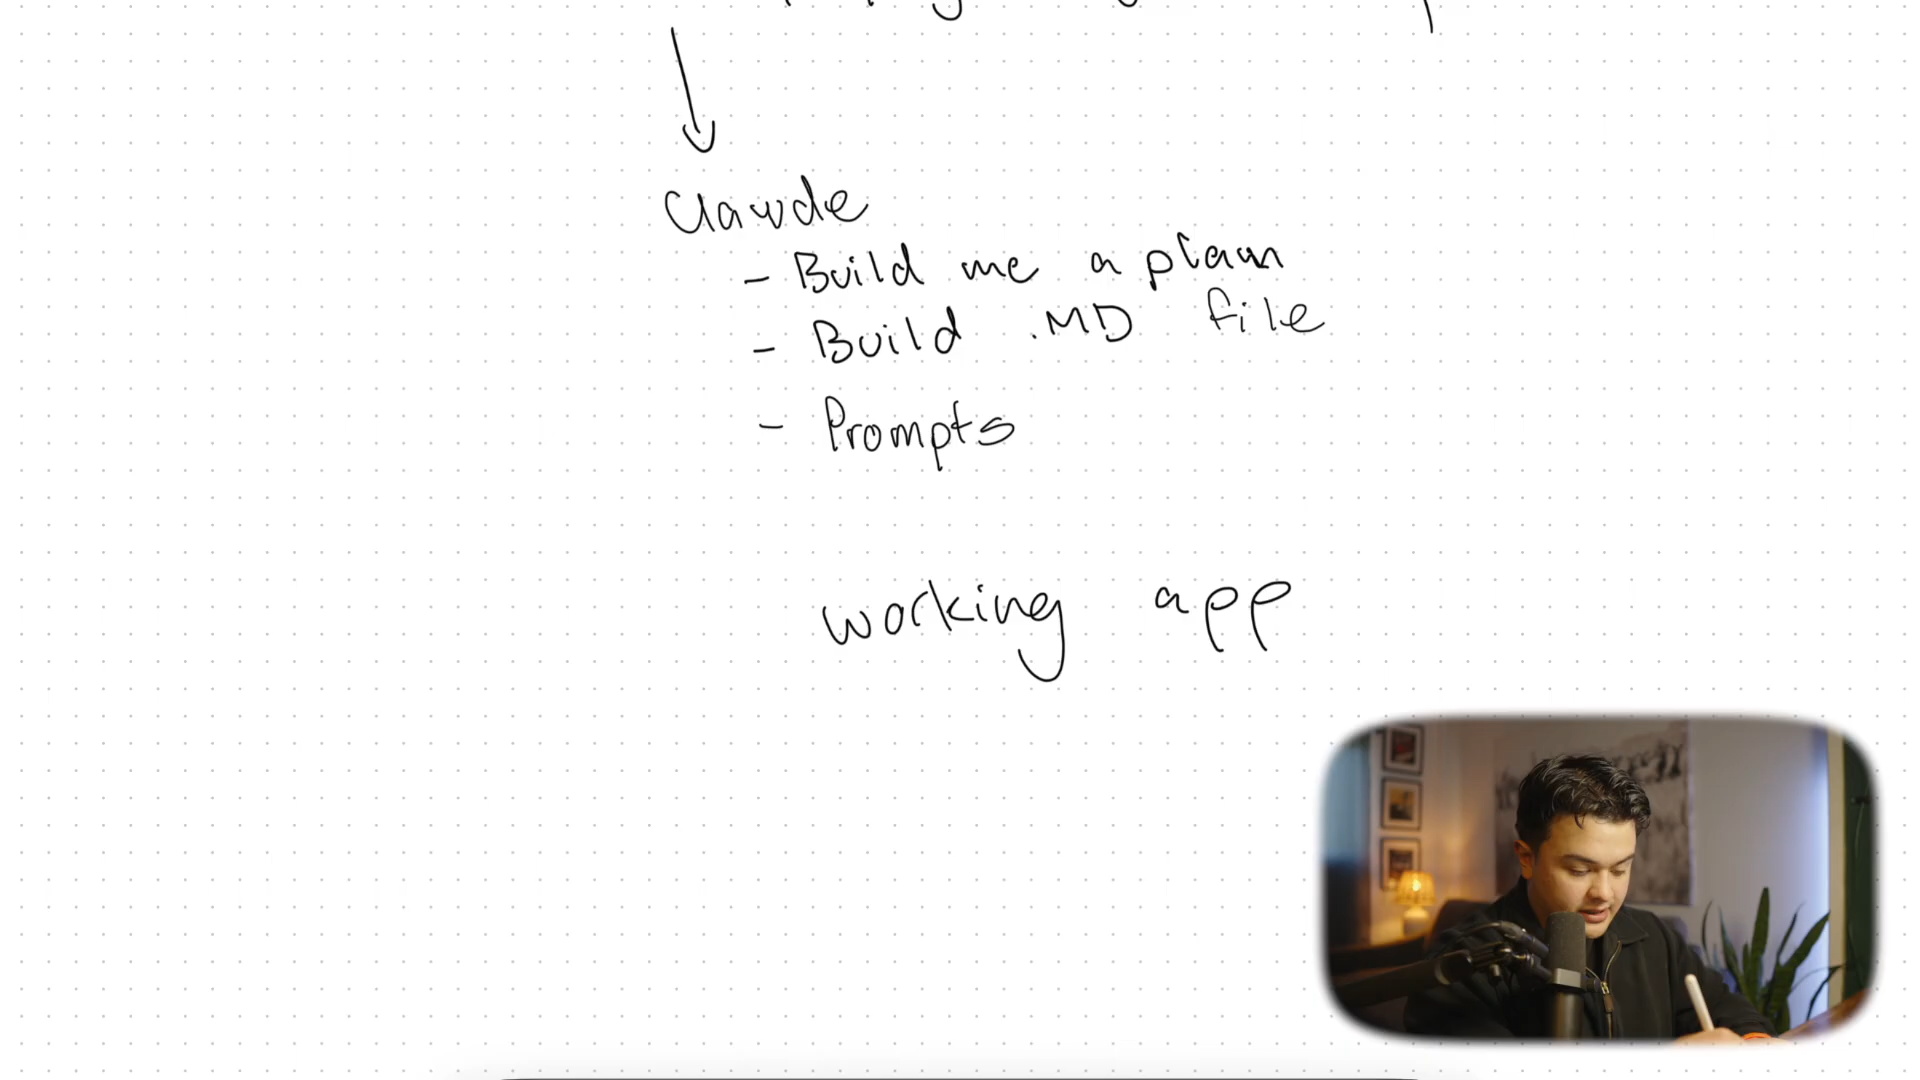 Claude
- Build me a plan
- Build .MD file
- Prompts
working app